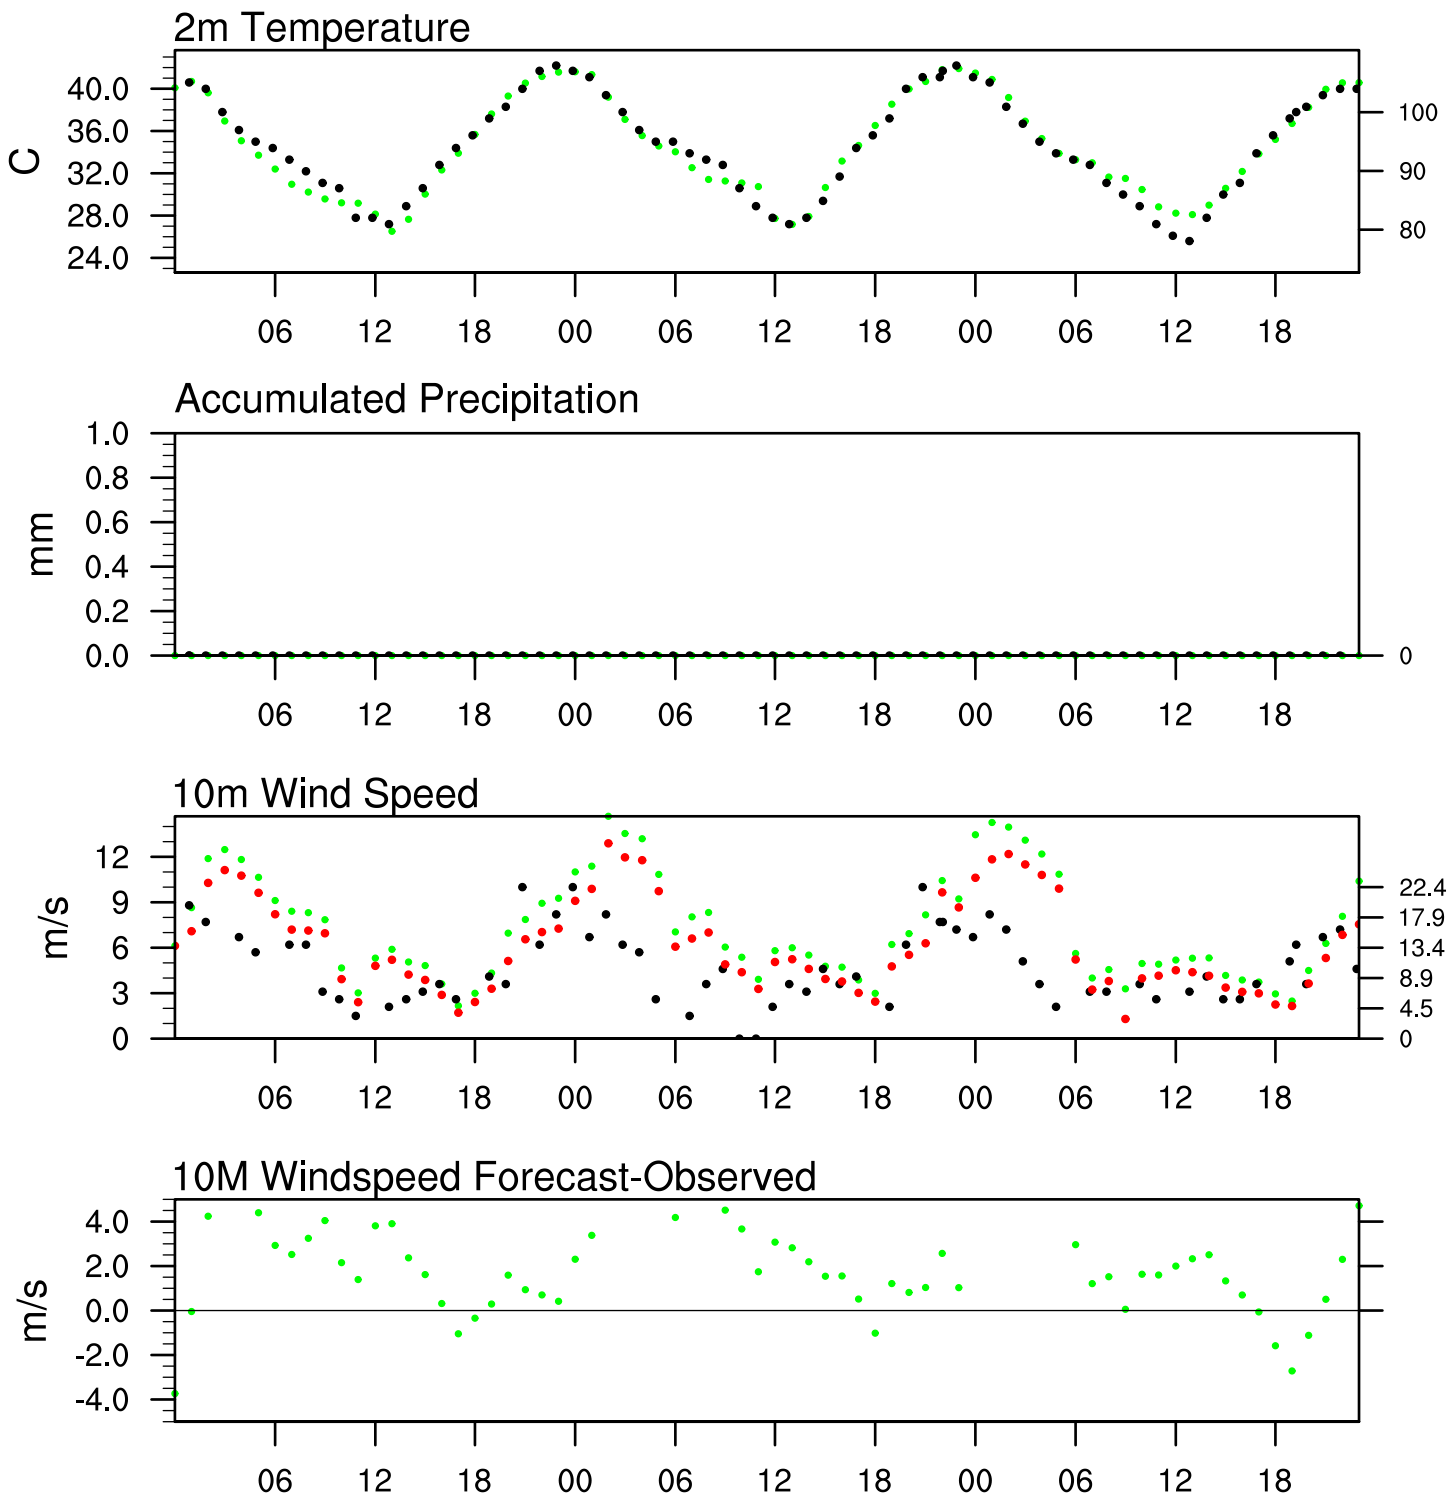 2m Temperature
C
40.0
36.0
32.0
28.0
24.0
100
90
80
06 12 18 00 06 12 18 00 06 12 18
Accumulated Precipitation
mm
1.0
0.8
0.6
0.4
0.2
0.0
0
06 12 18 00 06 12 18 00 06 12 18
10m Wind Speed
m/s
12
9
6
3
0
22.4
17.9
13.4
8.9
4.5
0
06 12 18 00 06 12 18 00 06 12 18
10M Windspeed Forecast-Observed
m/s
4.0
2.0
0.0
-2.0
-4.0
06 12 18 00 06 12 18 00 06 12 18